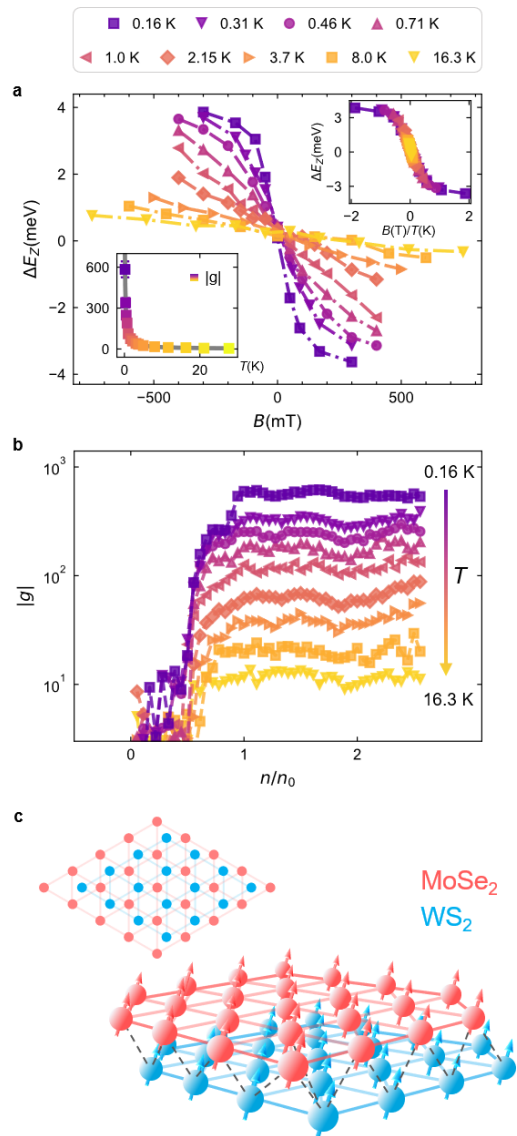 0.16 K 0.31 K 0.46 K 0.71 K
1.0 K 2.15 K 3.7 K 8.0 K 16.3 K
a
ΔE_Z(meV)
4
2
0
−2
−4
−500
0
500
B(mT)
ΔE_Z(meV)
3
0
−3
−2
0
2
B(T)/T(K)
600
300
0
|g|
0
20
T(K)
b
|g|
10³
10²
10¹
0
1
2
n/n₀
0.16 K
T
16.3 K
c
MoSe₂
WS₂